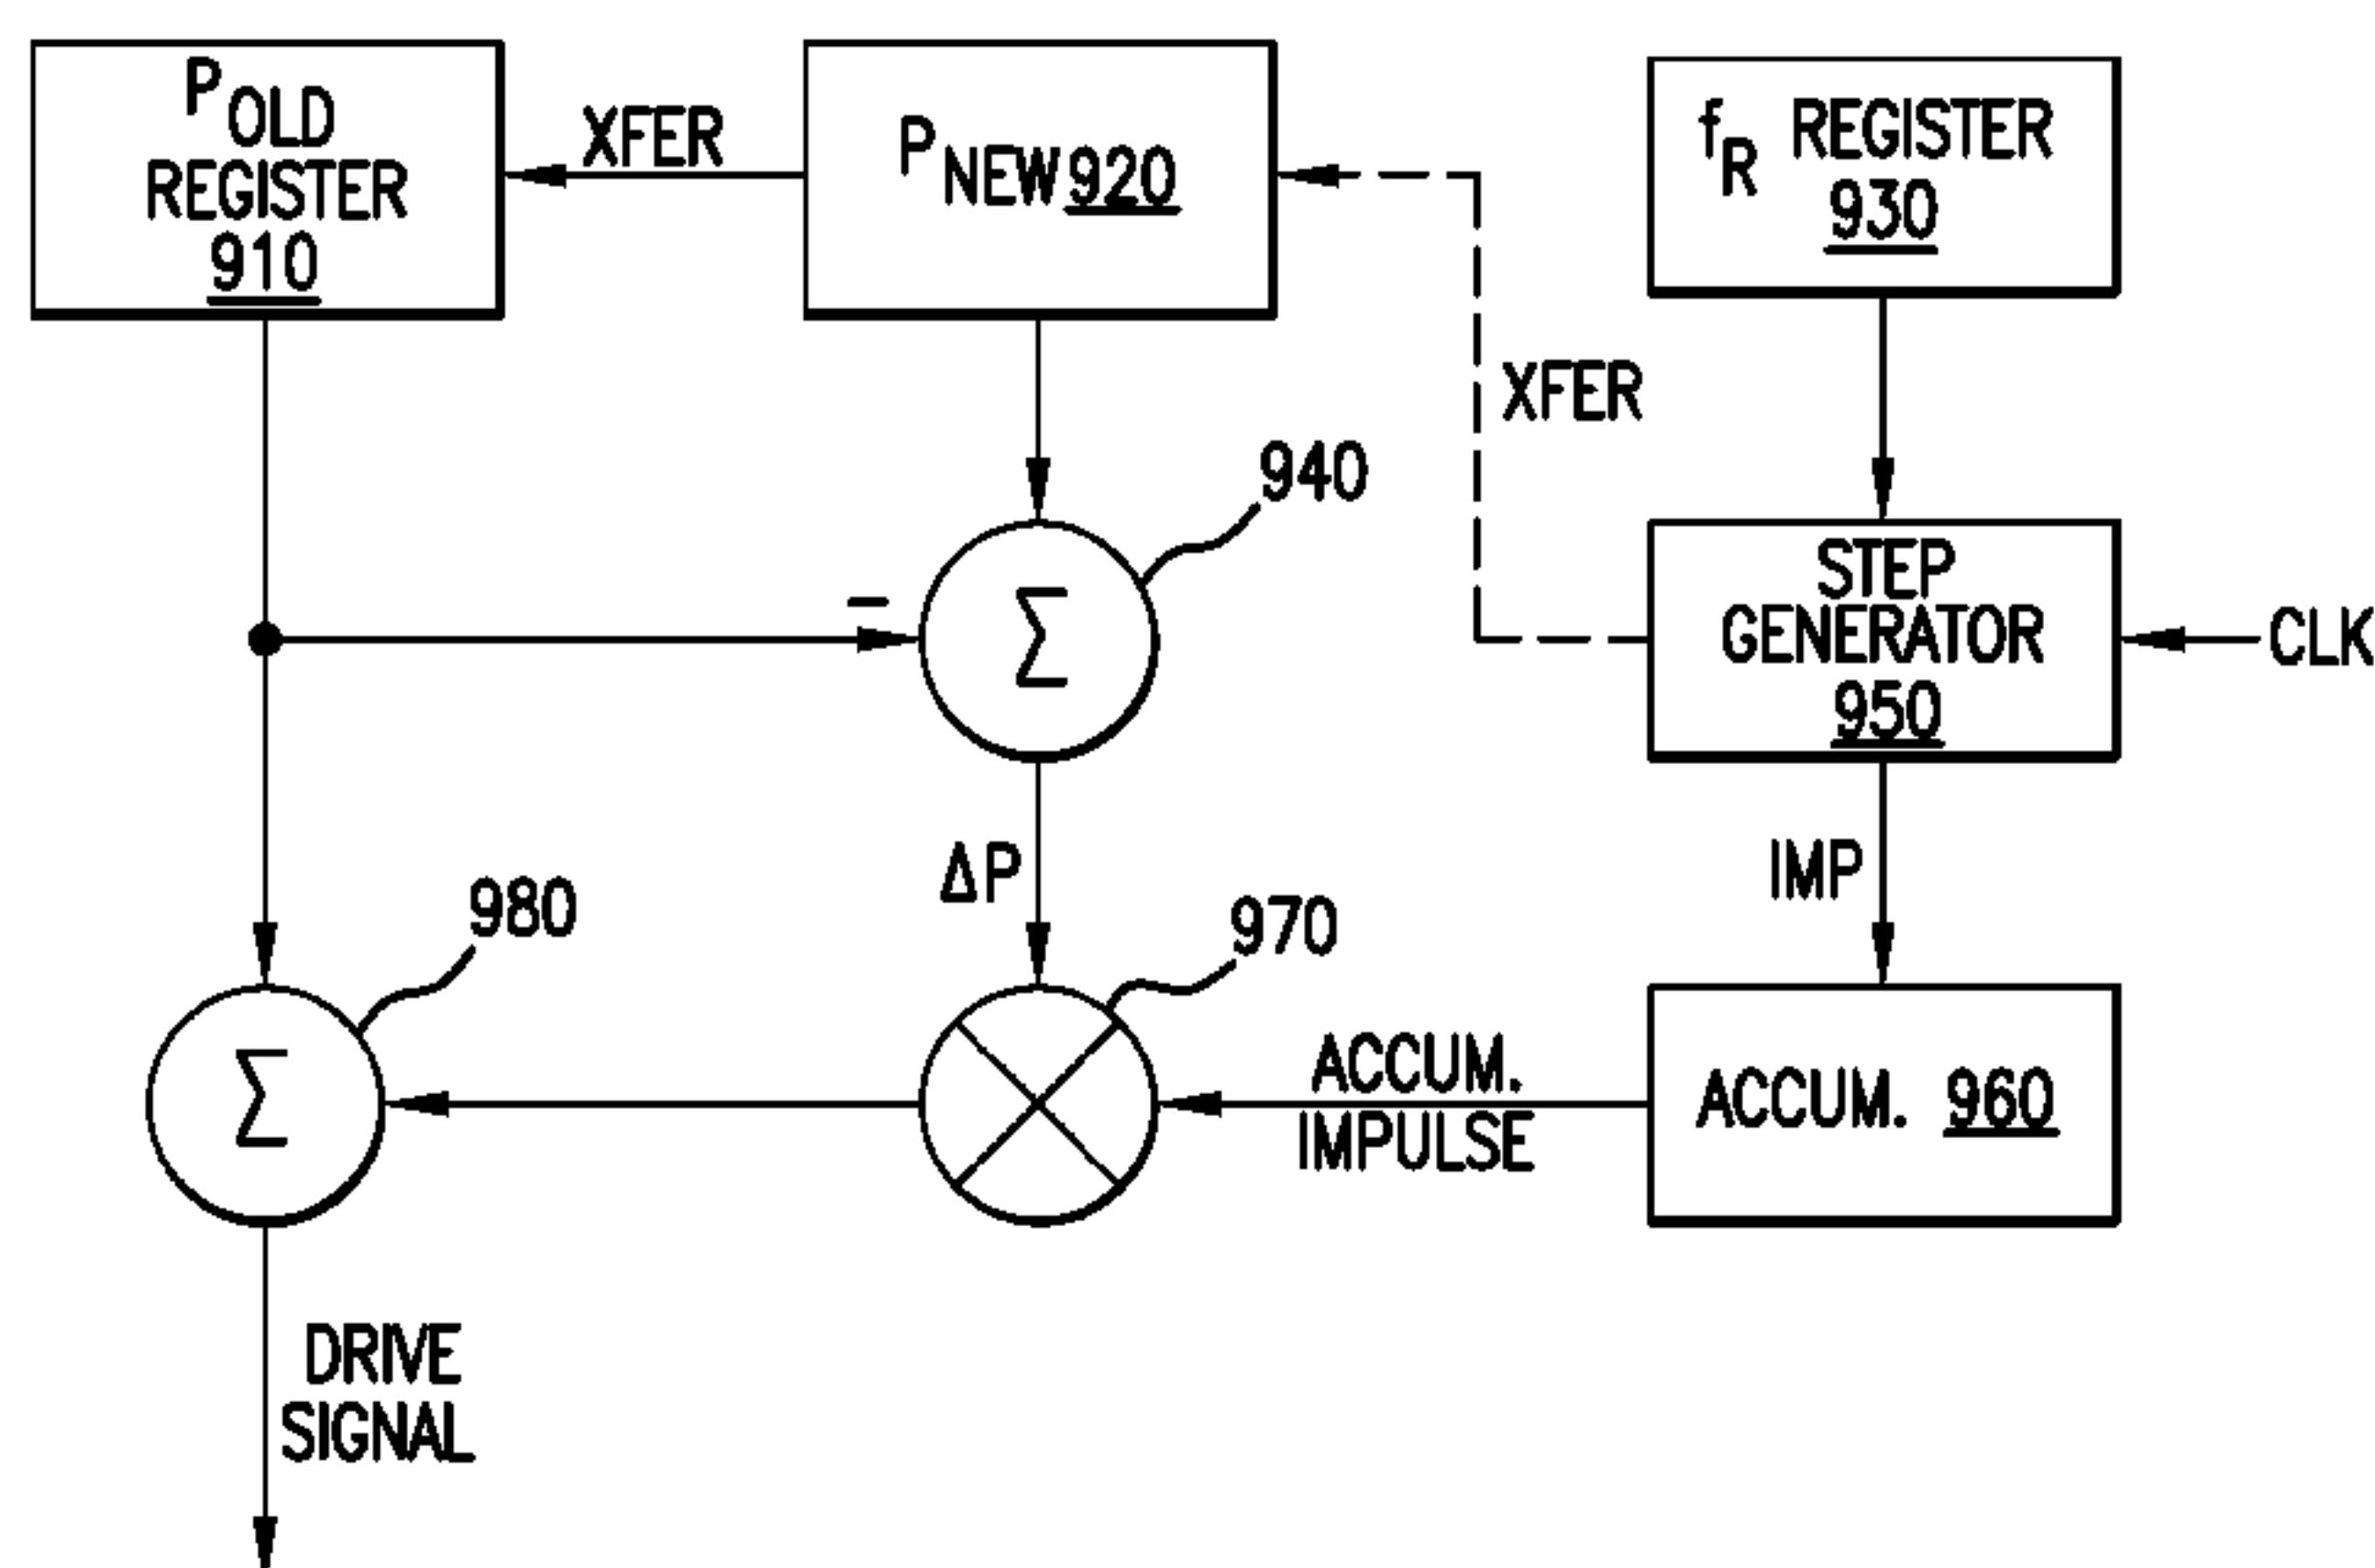 P OLD
REGISTER
910
XFER
P NEW 920
f R REGISTER
930
XFER
940
Σ
STEP
GENERATOR
950
CLK
–
ΔP
IMP
980
970
Σ
ACCUM.
IMPULSE
ACCUM. 960
DRIVE
SIGNAL